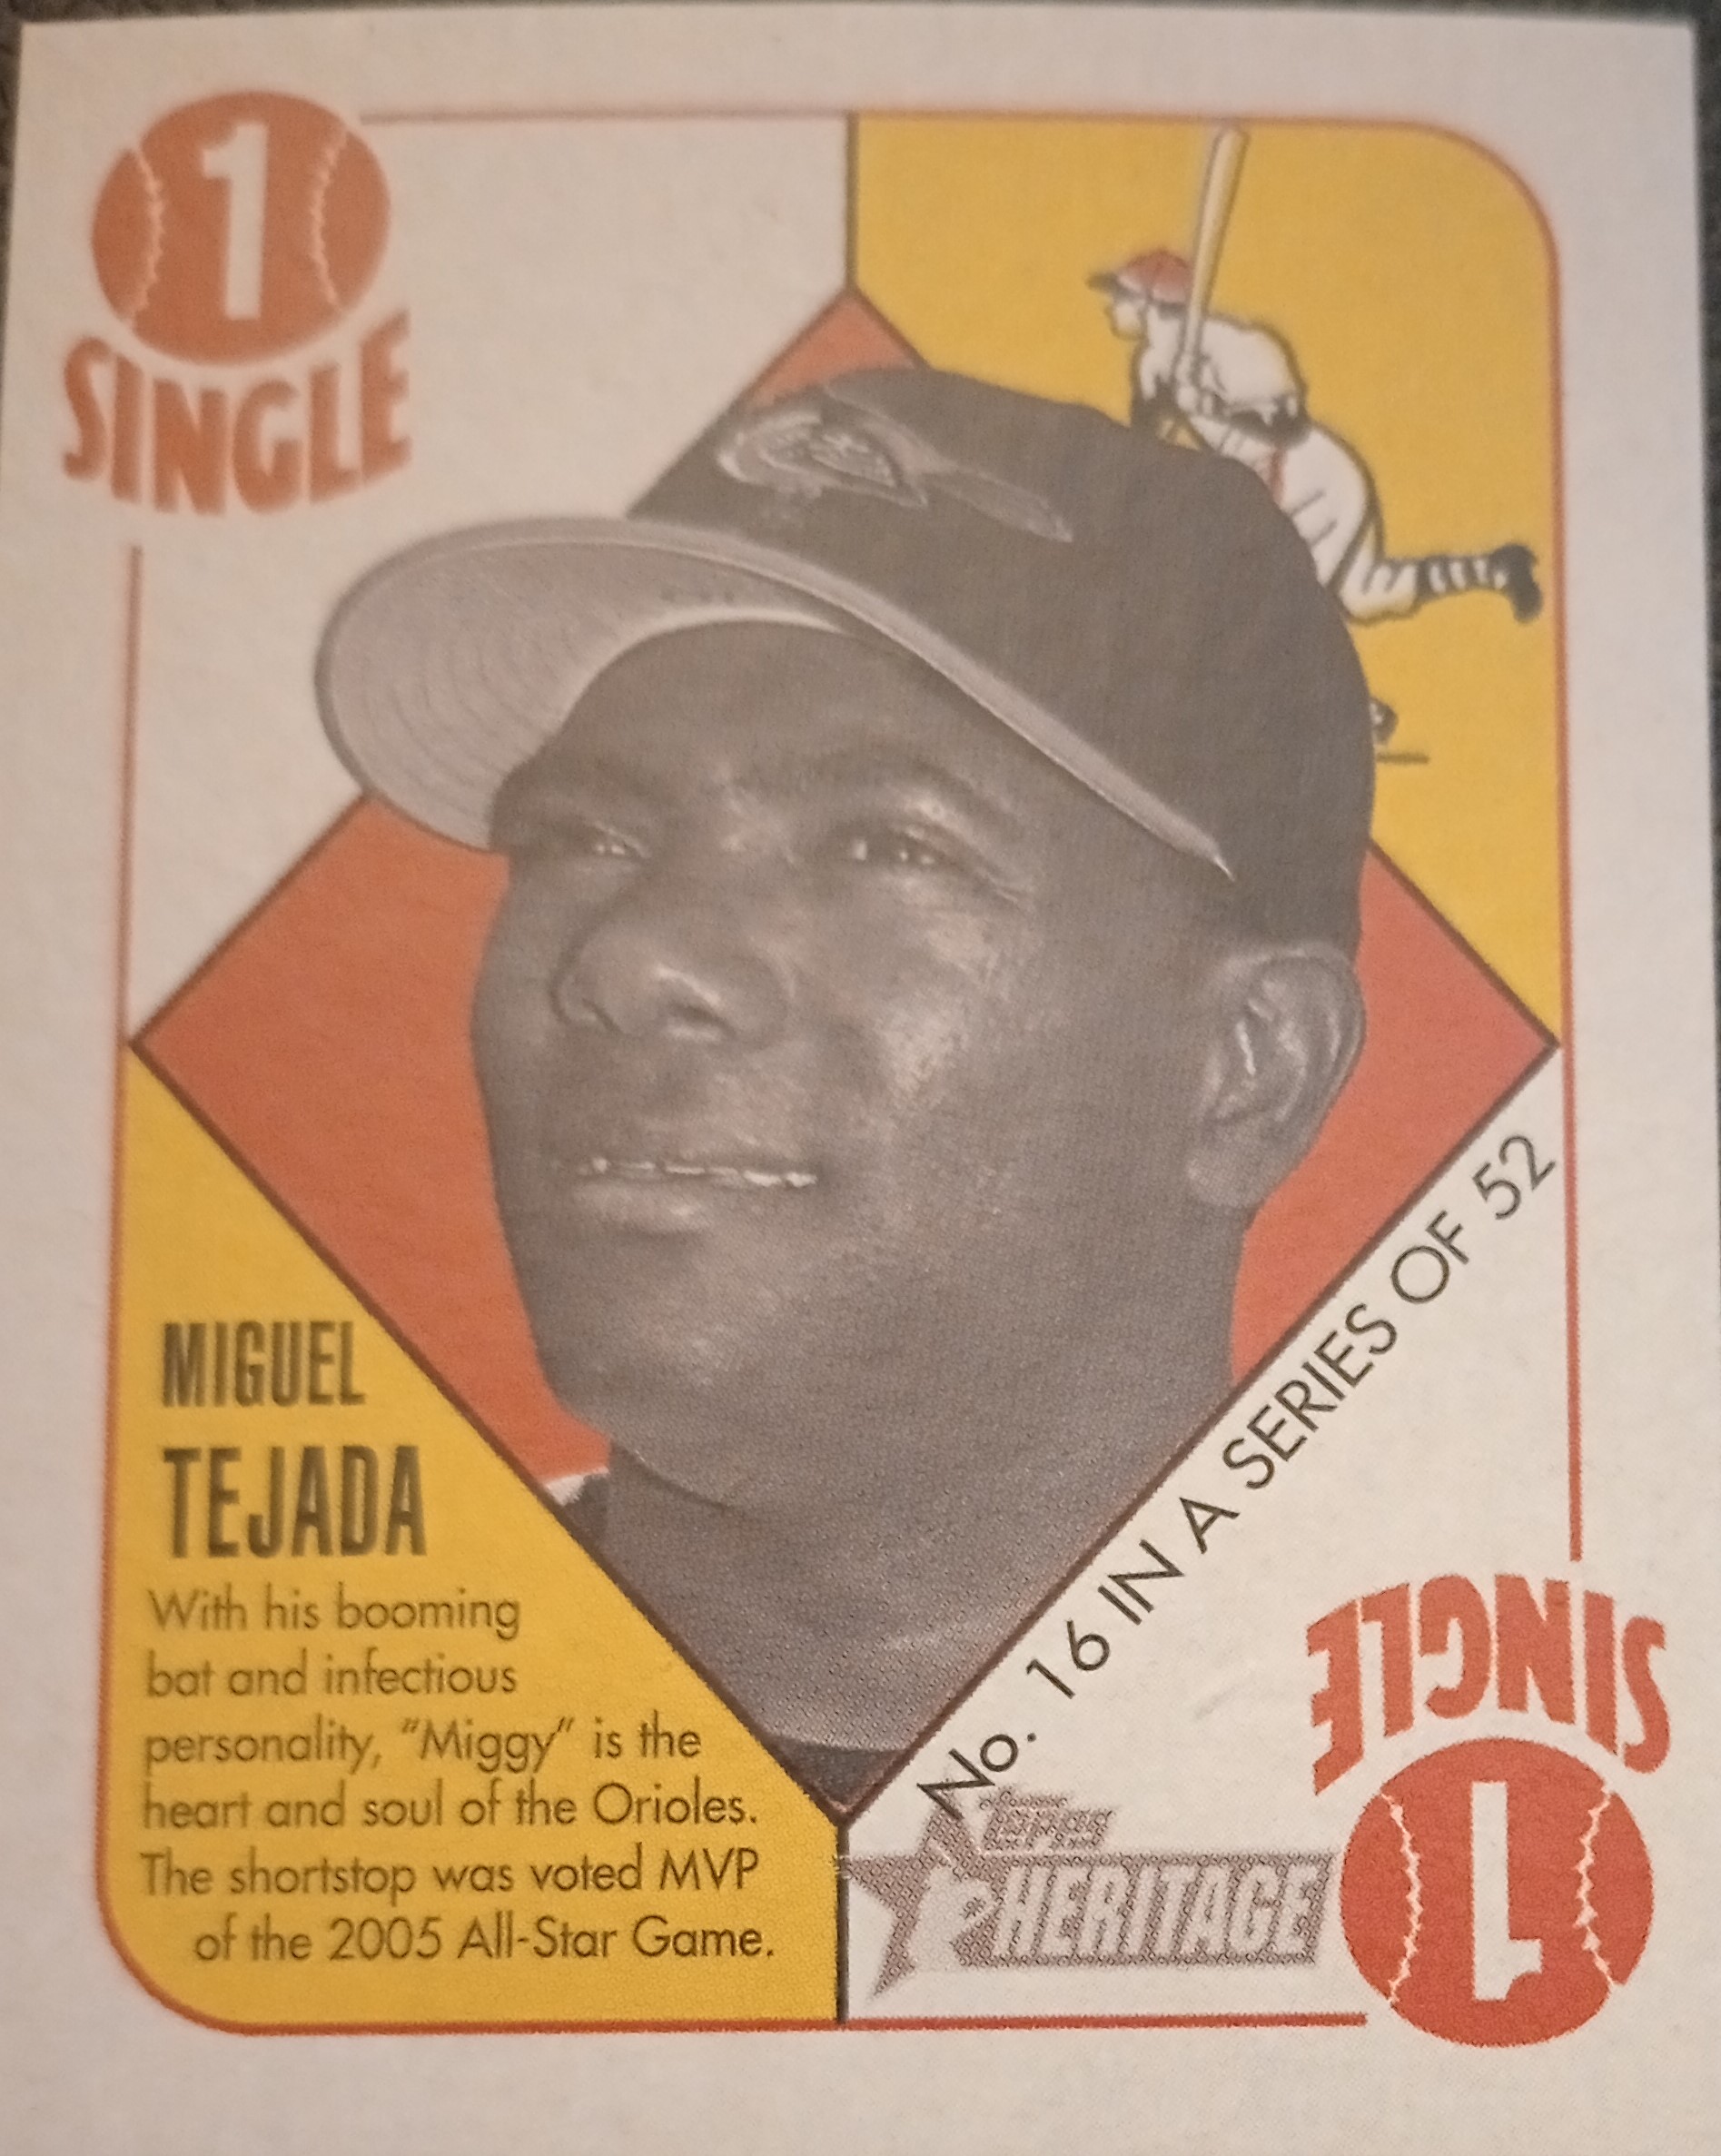 1
SINGLE
MIGUEL
TEJADA
With his booming
bat and infectious
personality, "Miggy" is the
heart and soul of the Orioles.
The shortstop was voted MVP
of the 2005 All-Star Game.
No. 16 IN A SERIES OF 52
TOPPS
HERITAGE
SINGLE
1